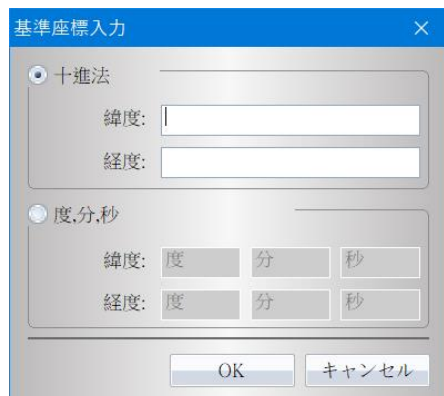 基準座標入力
十進法
緯度:
経度:
度,分,秒
緯度: 度 分 秒
経度: 度 分 秒
OK キャンセル